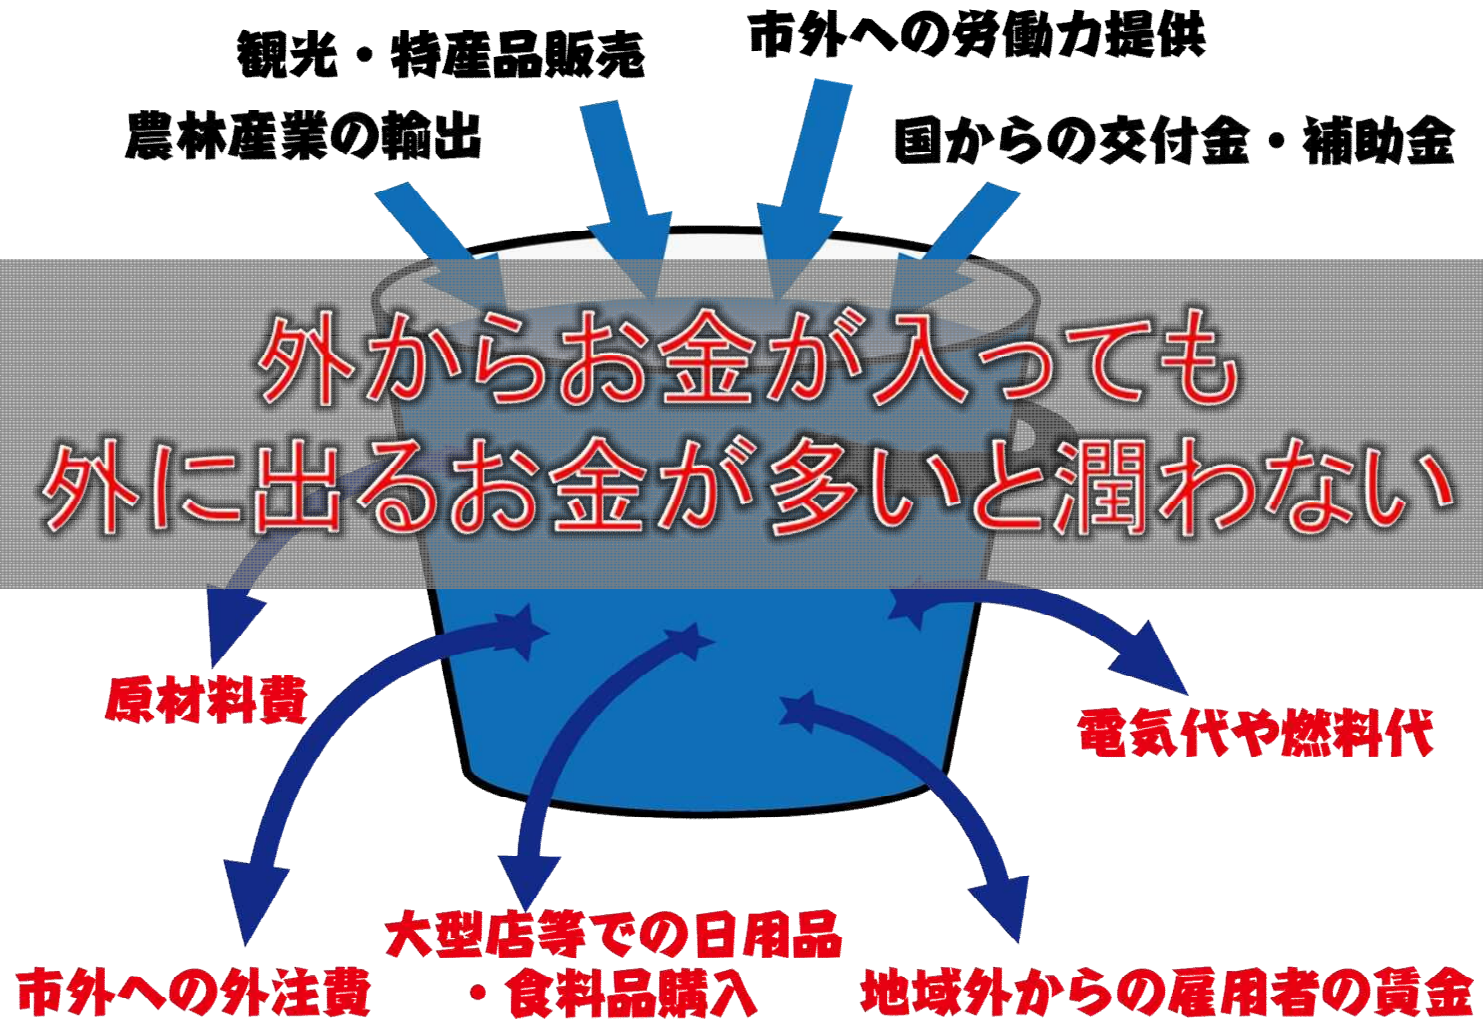 観光・特産品販売
市外への労働力提供
農林産業の輸出
国からの交付金・補助金
外からお金が入っても
外に出るお金が多いと潤わない
原材料費
電気代や燃料代
市外への外注費
大型店等での日用品
・食料品購入
地域外からの雇用者の賃金